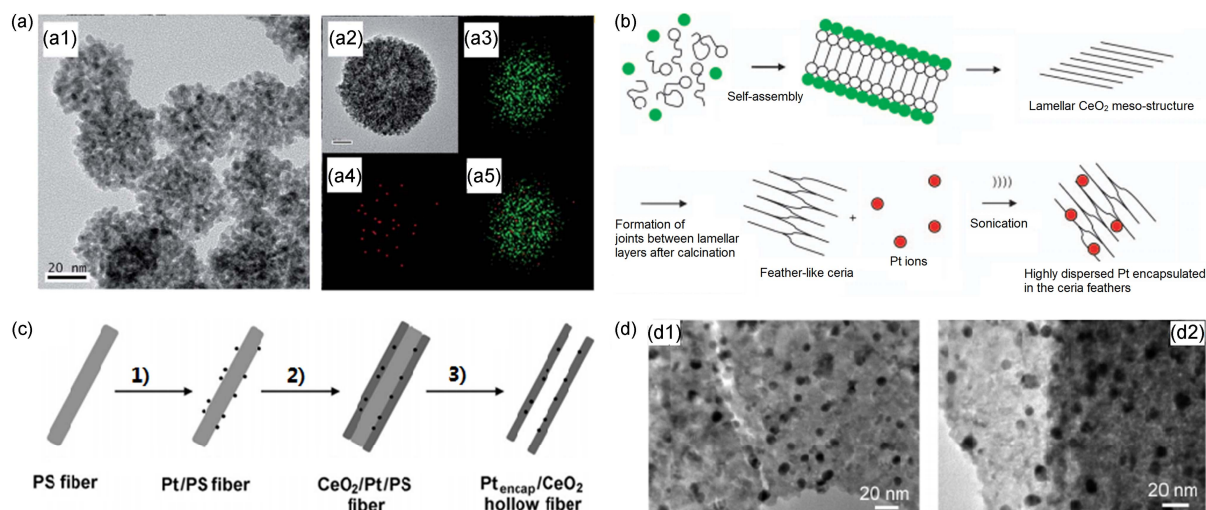 (a)
(a1)
20 nm
(a2)
(a3)
(a4)
(a5)
(b)
Self-assembly
Lamellar CeO₂ meso-structure
Formation of
joints between lamellar
layers after calcination
+
Feather-like ceria
Pt ions
Sonication
Highly dispersed Pt encapsulated
in the ceria feathers
(c)
1)
2)
3)
PS fiber
Pt/PS fiber
CeO₂/Pt/PS
fiber
Ptencap/CeO₂
hollow fiber
(d)
(d1)
20 nm
(d2)
20 nm